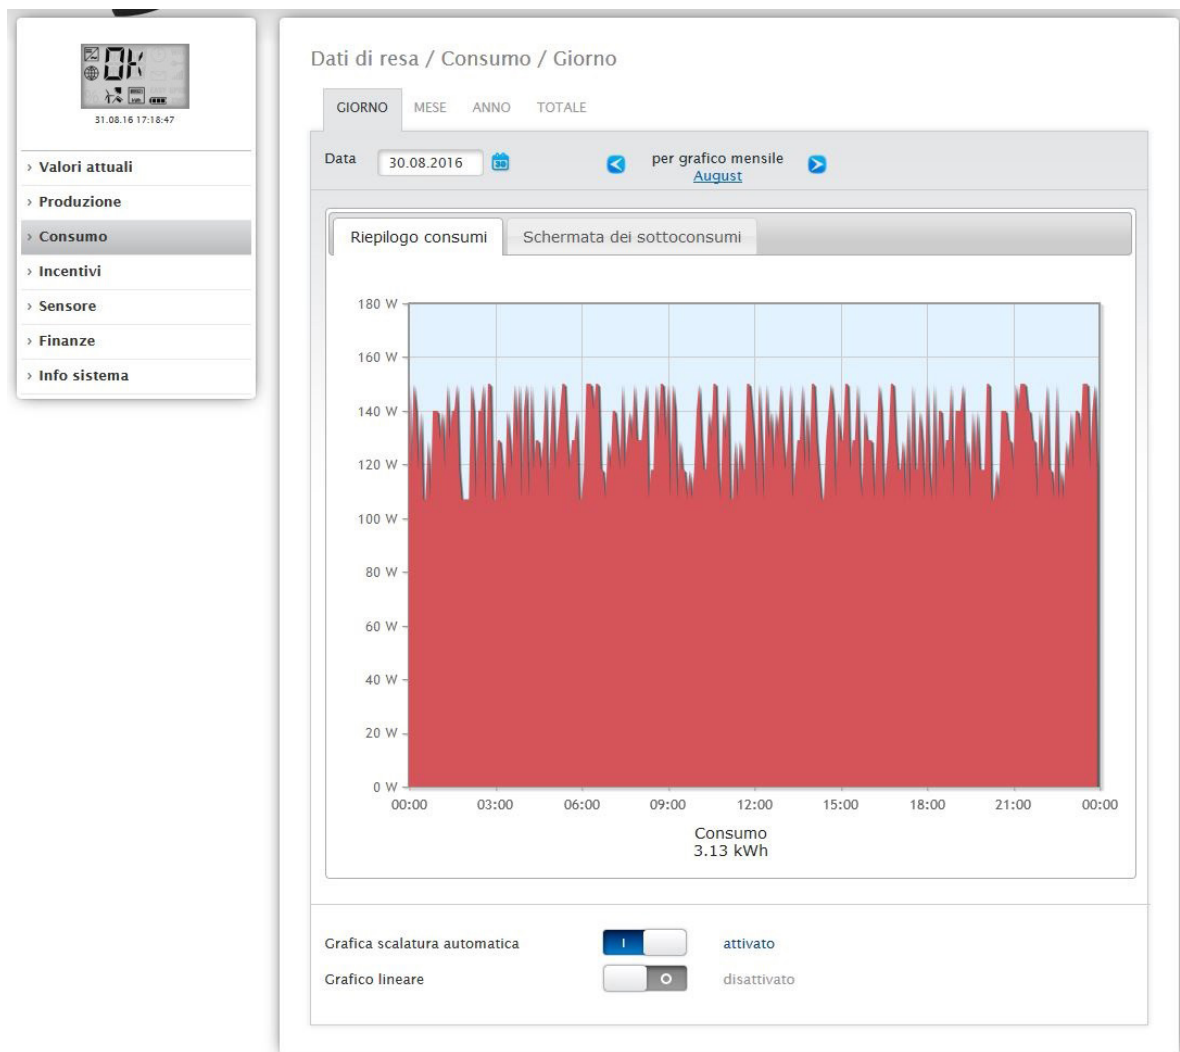 OK
31.08.16 17:18:47
› Valori attuali
› Produzione
› Consumo
› Incentivi
› Sensore
› Finanze
› Info sistema
Dati di resa / Consumo / Giorno
GIORNO MESE ANNO TOTALE
Data 30.08.2016 30 per grafico mensile
August
Riepilogo consumi Schermata dei sottoconsumi
180 W
160 W
140 W
120 W
100 W
80 W
60 W
40 W
20 W
0 W
00:00 03:00 06:00 09:00 12:00 15:00 18:00 21:00 00:00
Consumo
3.13 kWh
Grafica scalatura automatica I attivato
Grafico lineare O disattivato